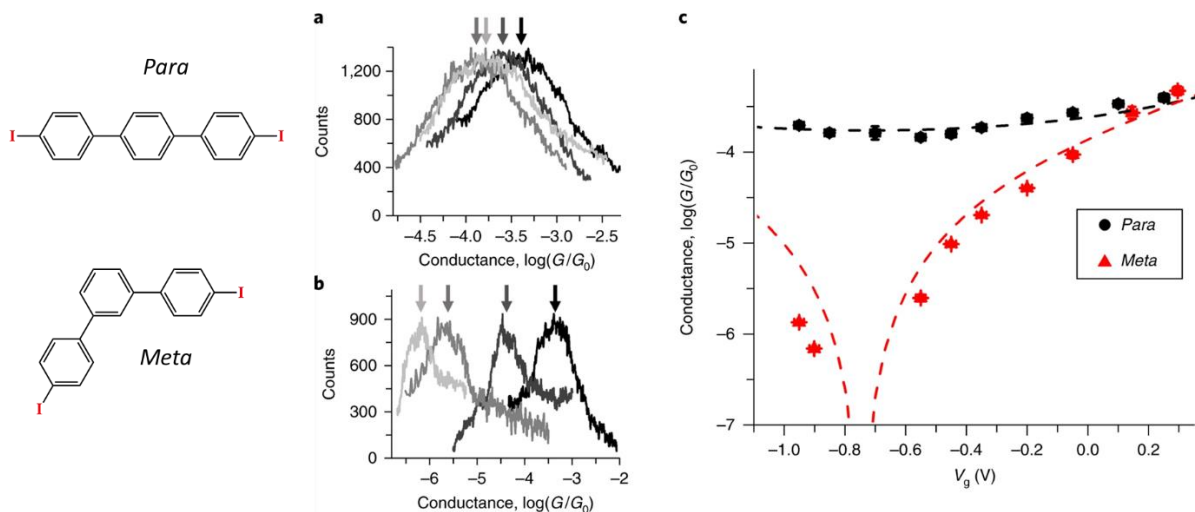 Para
I
I
I
Meta
I
a
1,200
800
400
0
Counts
−4.5 −4.0 −3.5 −3.0 −2.5
Conductance, log(G/G0)
b
900
600
300
0
Counts
−6 −5 −4 −3 −2
Conductance, log(G/G0)
c
−4
−5
−6
−7
Conductance, log(G/G0)
Para
Meta
−1.0 −0.8 −0.6 −0.4 −0.2 0.0 0.2
Vg (V)